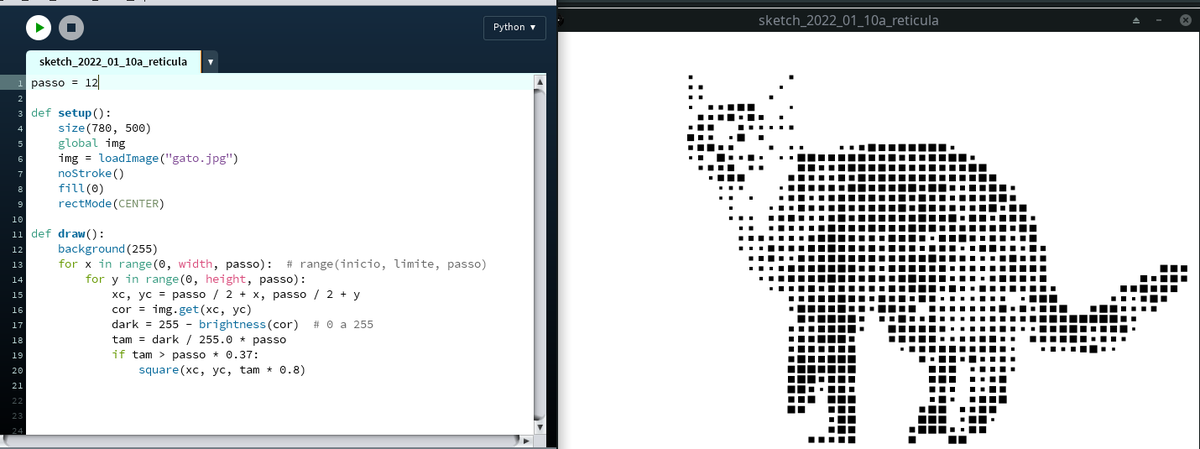 Python ▾
sketch_2022_01_10a_reticula ▾
1 passo = 12
2
3 def setup():
4     size(780, 500)
5     global img
6     img = loadImage("gato.jpg")
7     noStroke()
8     fill(0)
9     rectMode(CENTER)
10
11 def draw():
12     background(255)
13     for x in range(0, width, passo):  # range(inicio, limite, passo)
14         for y in range(0, height, passo):
15             xc, yc = passo / 2 + x, passo / 2 + y
16             cor = img.get(xc, yc)
17             dark = 255 - brightness(cor)  # 0 a 255
18             tam = dark / 255.0 * passo
19             if tam > passo * 0.37:
20                 square(xc, yc, tam * 0.8)
21
22
23
24
sketch_2022_01_10a_reticula